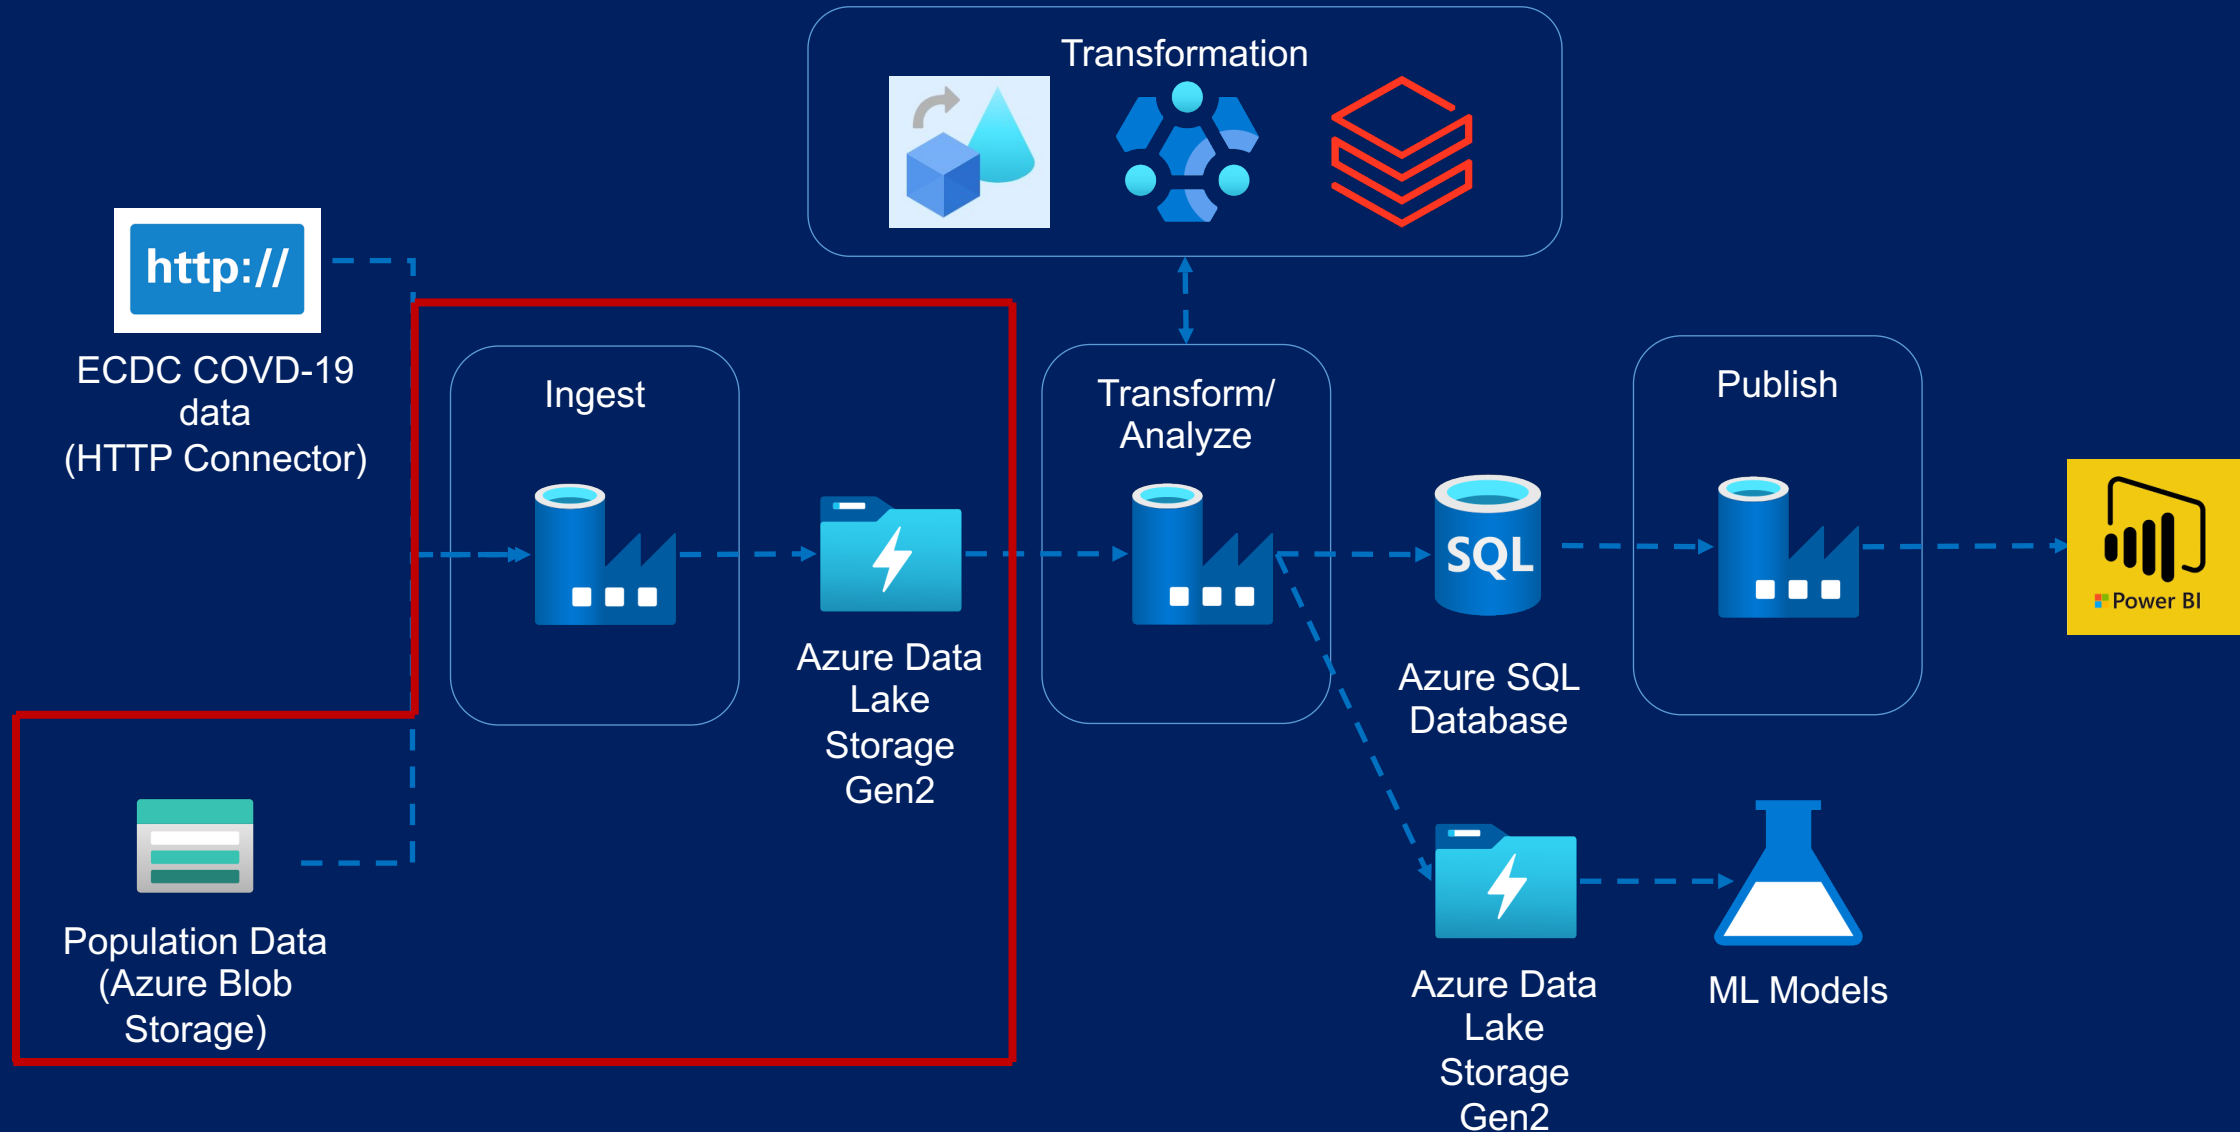 Transformation
http://
ECDC COVD-19
data
(HTTP Connector)
Ingest
Transform/
Analyze
Publish
SQL
Power BI
Azure Data
Lake
Storage
Gen2
Azure SQL
Database
Population Data
(Azure Blob
Storage)
Azure Data
Lake
Storage
Gen2
ML Models